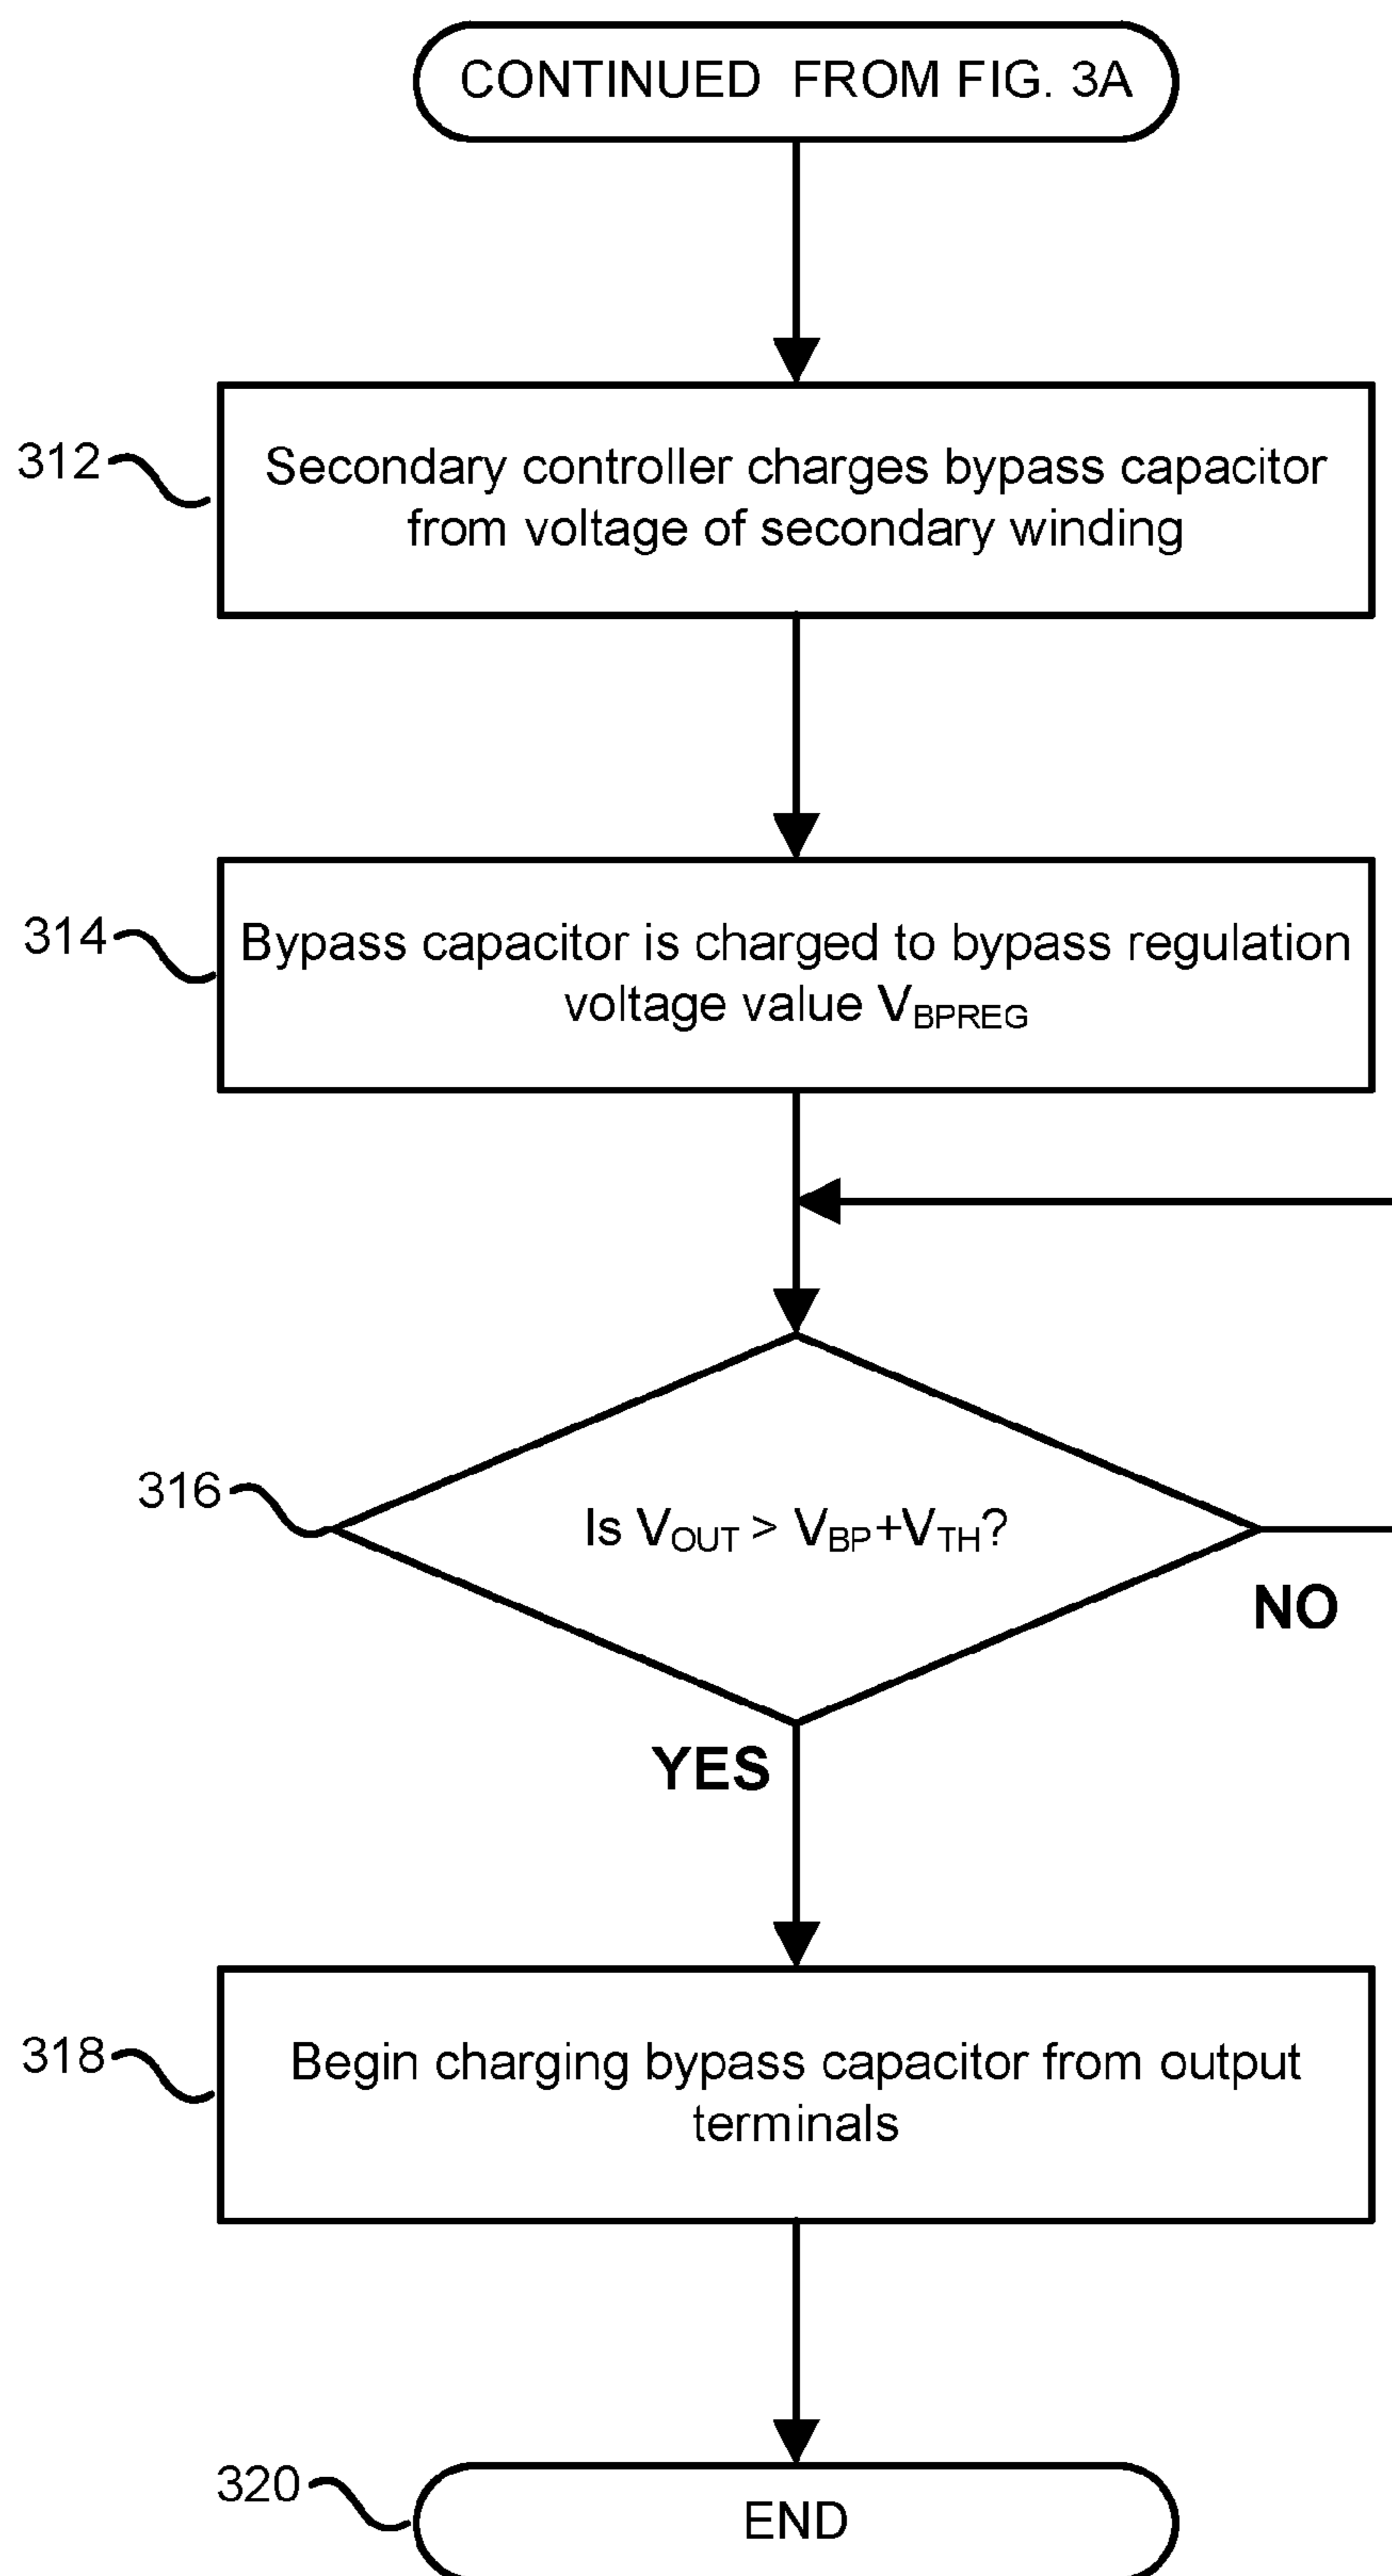 CONTINUED FROM FIG. 3A
312
Secondary controller charges bypass capacitor
from voltage of secondary winding
314
Bypass capacitor is charged to bypass regulation
voltage value VBPREG
316
Is VOUT > VBP+VTH?
NO
YES
318
Begin charging bypass capacitor from output
terminals
320
END